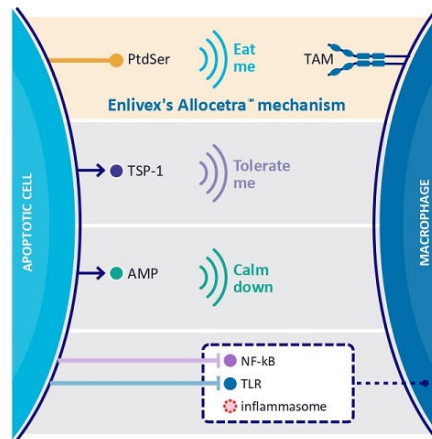 PtdSer
Eat
me
TAM
Enlivex's Allocetra™ mechanism
APOPTOTIC CELL
TSP-1
Tolerate
me
MACROPHAGE
AMP
Calm
down
NF-kB
TLR
inflammasome